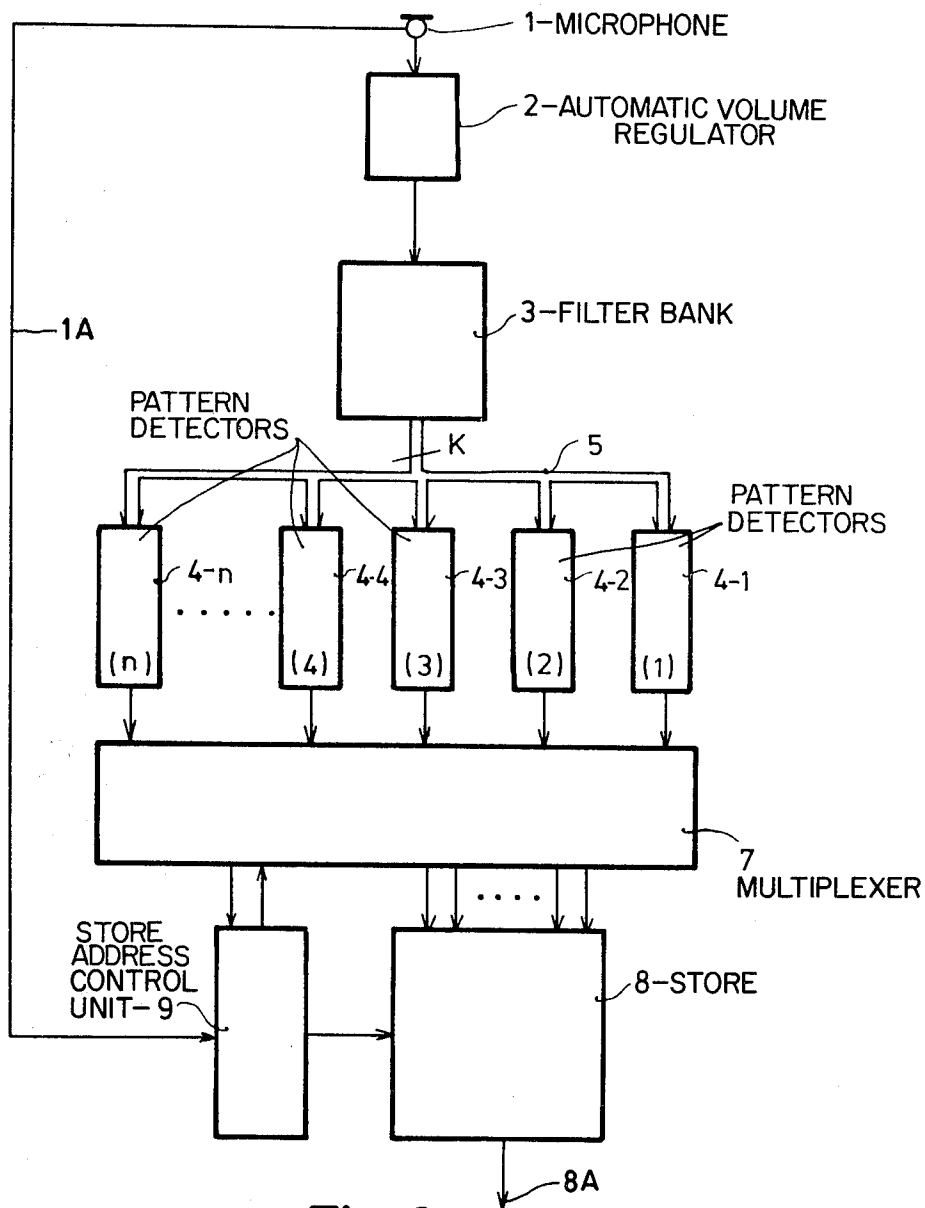 1-MICROPHONE
2-AUTOMATIC VOLUME
REGULATOR
3-FILTER BANK
1A
PATTERN
DETECTORS
K
5
PATTERN
DETECTORS
4-n
4-4
4-3
4-2
4-1
.....
(n)
(4)
(3)
(2)
(1)
7
MULTIPLEXER
....
STORE
ADDRESS
CONTROL
UNIT-9
8-STORE
8A